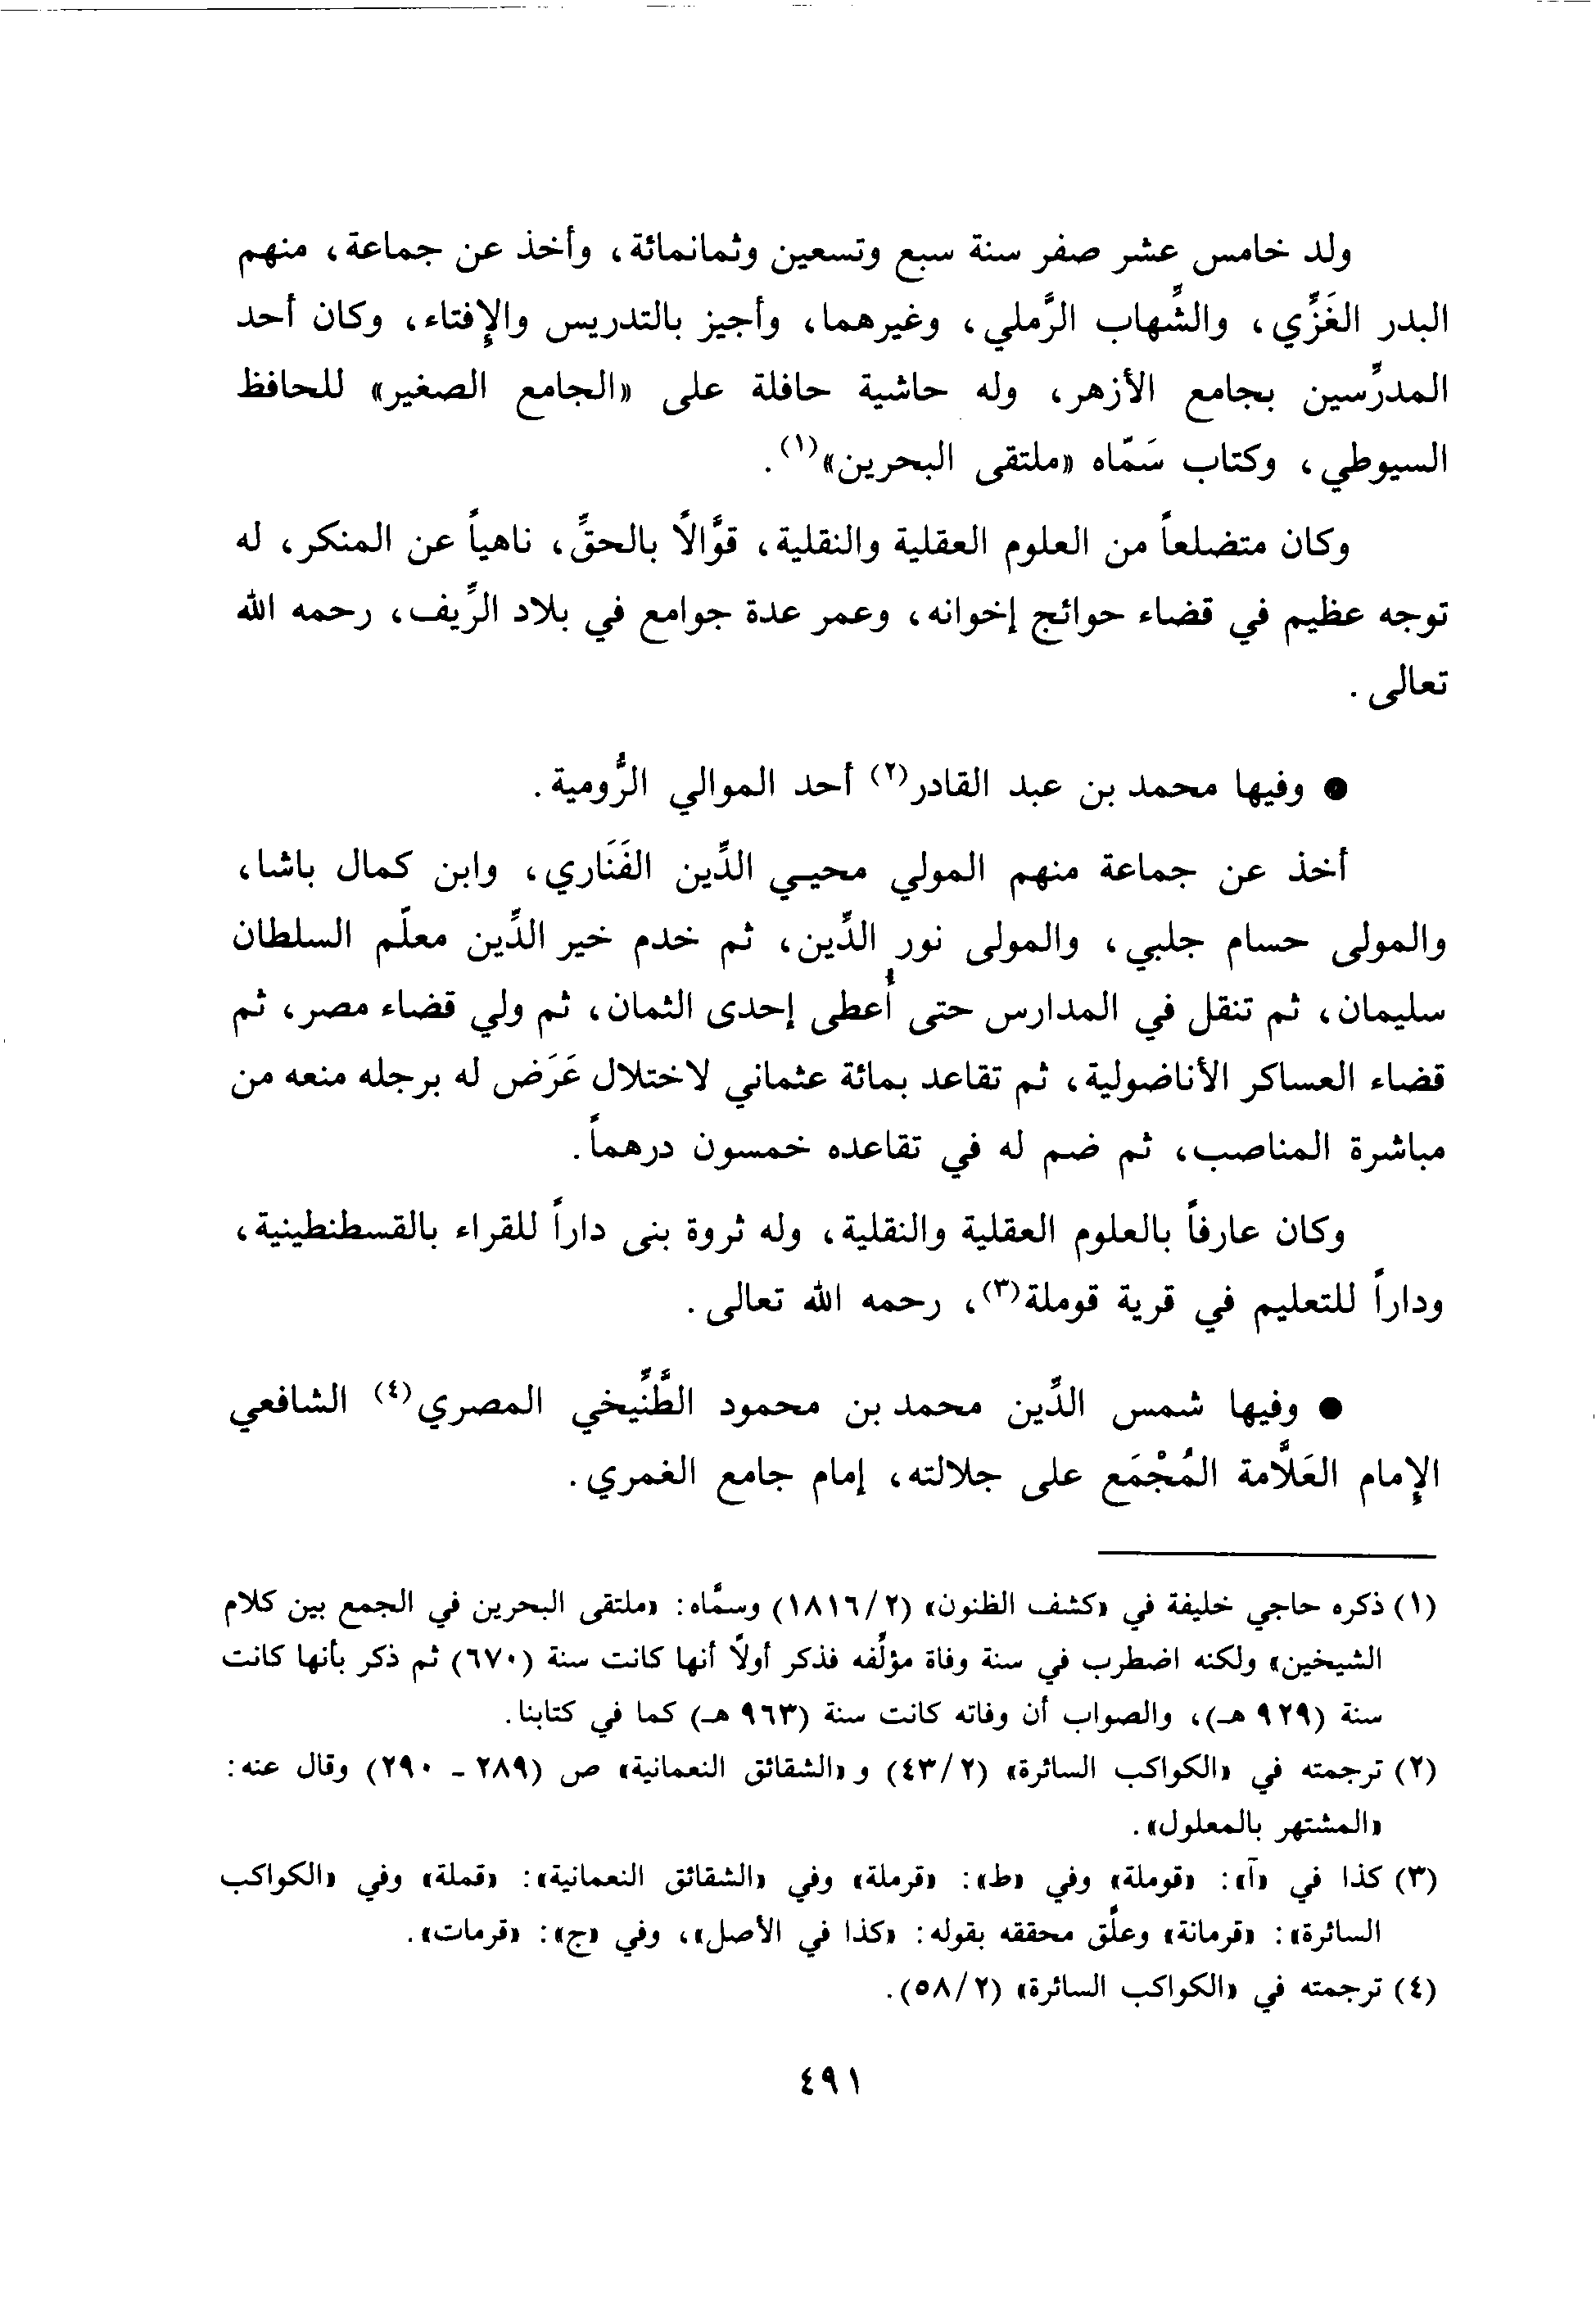 ولد خامس عشر صفر سنة سبع وتسعين وثمانمائة، وأخذ عن جماعة، منهم
البدر الغَزِّي، والشِّهاب الرَّملي، وغيرهما، وأجيز بالتدريس والإفتاء، وكان أحد
المدرِّسين بجامع الأزهر، وله حاشية حافلة على «الجامع الصغير» للحافظ
السيوطي، وكتاب سَمَّاه «ملتقى البحرين»(١).
وكان متضلعاً من العلوم العقلية والنقلية، قوَّالاً بالحقِّ، ناهياً عن المنكر، له
توجه عظيم في قضاء حوائج إخوانه، وعمر عدة جوامع في بلاد الرِّيف، رحمه الله
تعالى.
● وفيها محمد بن عبد القادر(٢) أحد الموالي الرُّومية.
أخذ عن جماعة منهم المولي محيـي الدِّين الفَنَاري، وابن كمال باشا،
والمولى حسام جلبي، والمولى نور الدِّين، ثم خدم خير الدِّين معلّم السلطان
سليمان، ثم تنقل في المدارس حتى أُعطى إحدى الثمان، ثم ولي قضاء مصر، ثم
قضاء العساكر الأناضولية، ثم تقاعد بمائة عثماني لاختلال عَرَض له برجله منعه من
مباشرة المناصب، ثم ضم له في تقاعده خمسون درهماً.
وكان عارفاً بالعلوم العقلية والنقلية، وله ثروة بنى داراً للقراء بالقسطنطينية،
وداراً للتعليم في قرية قوملة(٣)، رحمه الله تعالى.
● وفيها شمس الدِّين محمد بن محمود الطَّنِّيخي المصري(٤) الشافعي
الإمام العَلَّامة المُجْمَع على جلالته، إمام جامع الغمري.
(١) ذكره حاجي خليفة في «كشف الظنون» (٢/١٨١٦) وسمَّاه: «ملتقى البحرين في الجمع بين كلام
الشيخين» ولكنه اضطرب في سنة وفاة مؤلِّفه فذكر أولاً أنها كانت سنة (٦٧٠) ثم ذكر بأنها كانت
سنة (٩٢٩ هـ)، والصواب أن وفاته كانت سنة (٩٦٣ هـ) كما في كتابنا.
(٢) ترجمته في «الكواكب السائرة» (٢/٤٣) و «الشقائق النعمانية» ص (٢٨٩ - ٢٩٠) وقال عنه:
«المشتهر بالمعلول».
(٣) كذا في «آ»: «قوملة» وفي «ط»: «قرملة» وفي «الشقائق النعمانية»: «قملة» وفي «الكواكب
السائرة»: «قرمانة» وعلَّق محققه بقوله: «كذا في الأصل»، وفي «ج»: «قرمات».
(٤) ترجمته في «الكواكب السائرة» (٢/٥٨).
٤٩١